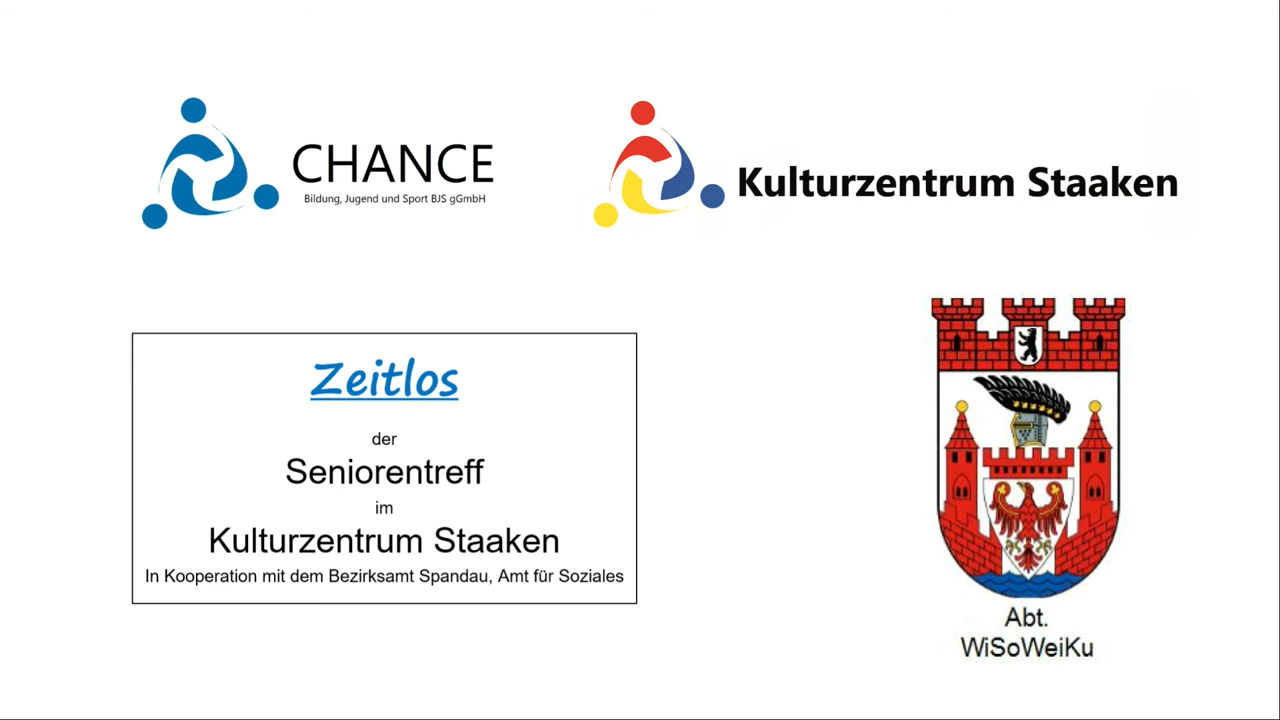 CHANCE
Bildung, Jugend und Sport BJS gGmbH
Kulturzentrum Staaken
Zeitlos
der
Seniorentreff
im
Kulturzentrum Staaken
In Kooperation mit dem Bezirksamt Spandau, Amt für Soziales
Abt.
WiSoWeiKu